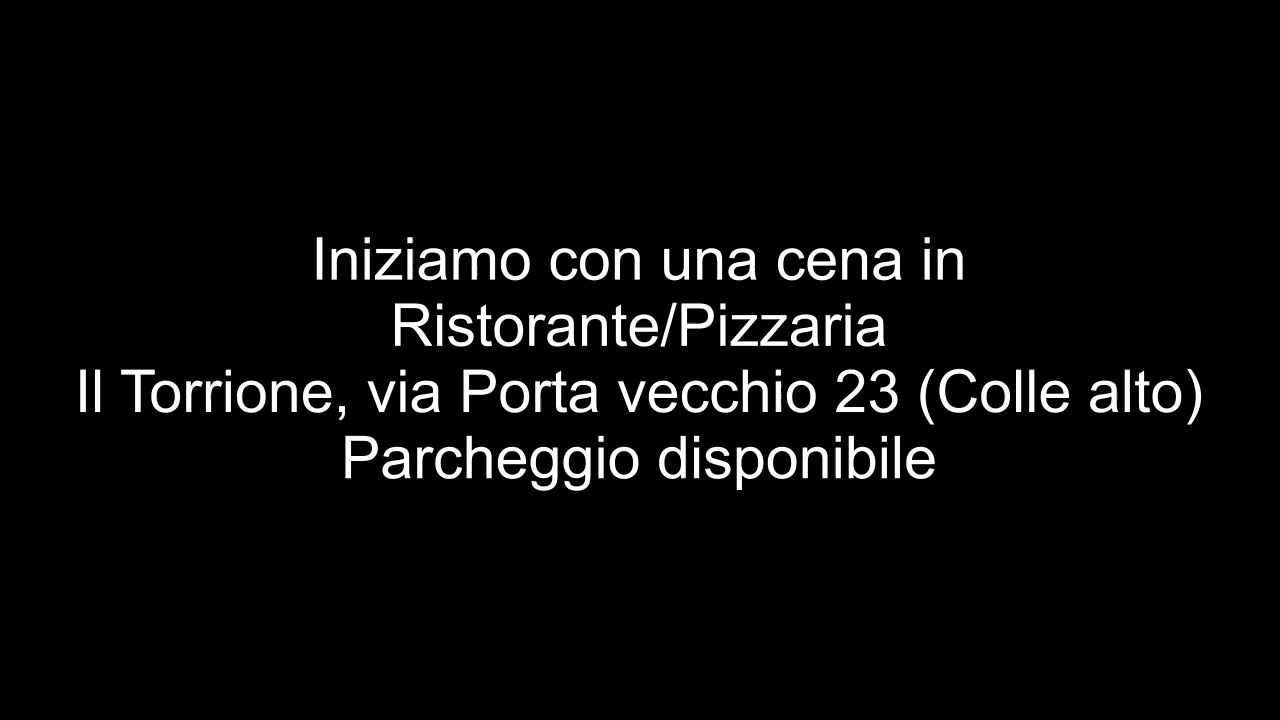 Iniziamo con una cena in
Ristorante/Pizzaria
Il Torrione, via Porta vecchio 23 (Colle alto)
Parcheggio disponibile